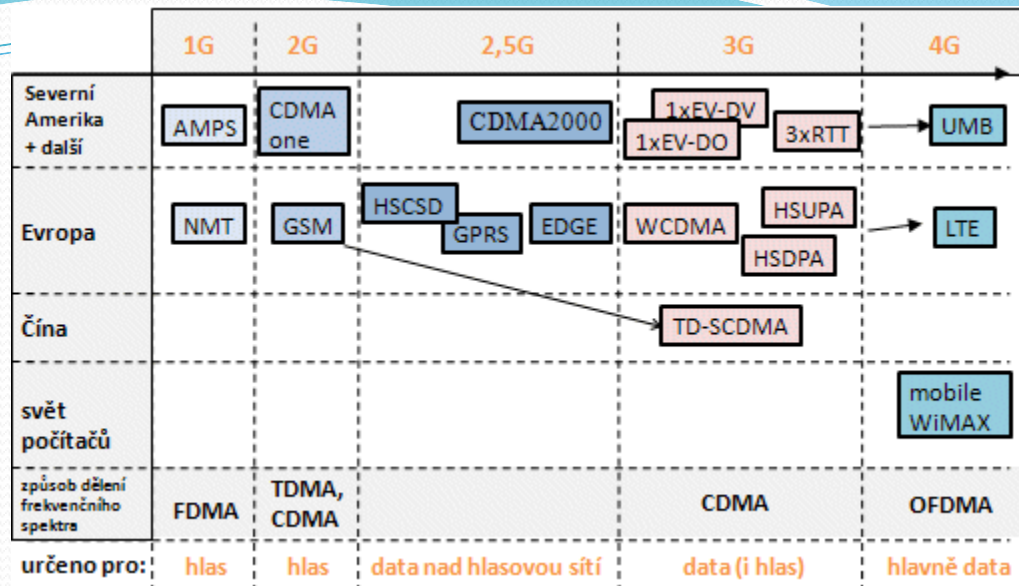 1G 2G 2,5G 3G 4G
Severní
Amerika
+ další
AMPS
CDMA
one
CDMA2000
1xEV-DV
1xEV-DO
3xRTT
UMB
Evropa
NMT
GSM
HSCSD
GPRS
EDGE
WCDMA
HSUPA
HSDPA
LTE
Čína
TD-SCDMA
svět
počítačů
mobile
WiMAX
způsob dělení
frekvenčního
spektra
FDMA
TDMA,
CDMA
CDMA
OFDMA
určeno pro: hlas hlas data nad hlasovou sítí data (i hlas) hlavně data